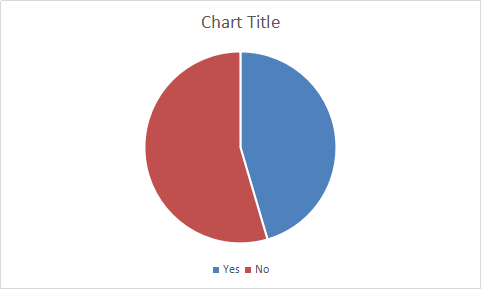 Chart Title
Yes No